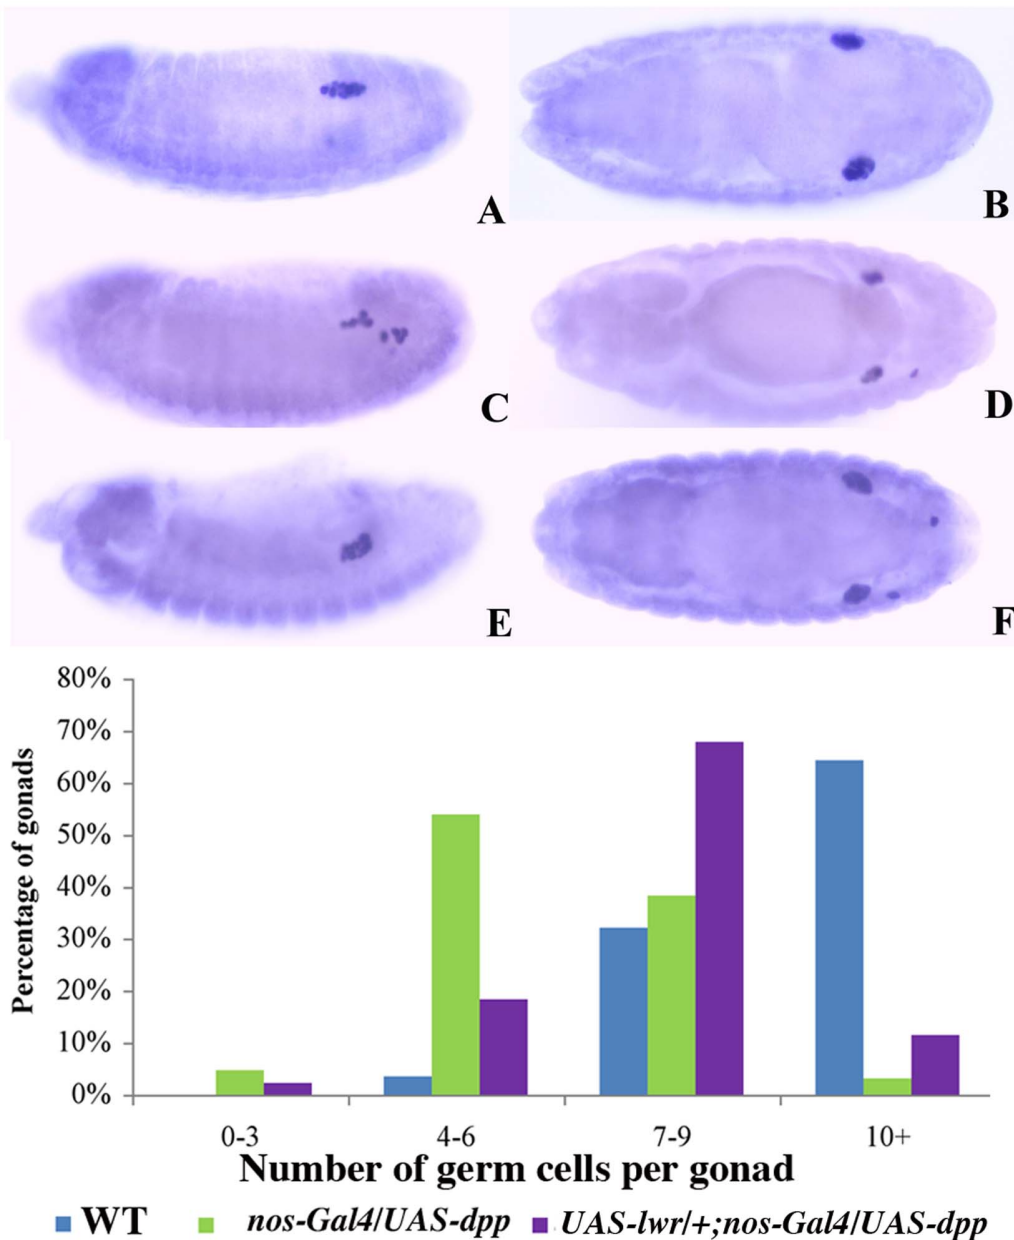 A
B
C
D
E
F
80%
70%
60%
50%
40%
30%
20%
10%
0%
Percentage of gonads
0-3 4-6 7-9 10+
Number of germ cells per gonad
WT nos-Gal4/UAS-dpp UAS-lwr/+;nos-Gal4/UAS-dpp